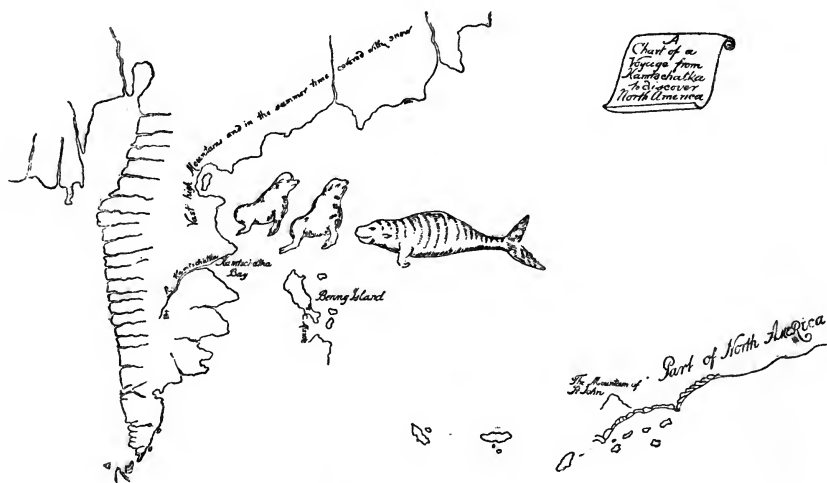 A
Chart of a
Voyage from
Kamtschatka
to discover
North America
Vast high Mountains and in the summer time covered with snow
Kamtschatka
Bay
Kamtschatka
Bering Island
Part of North AmeRica
The Mountain of
St John